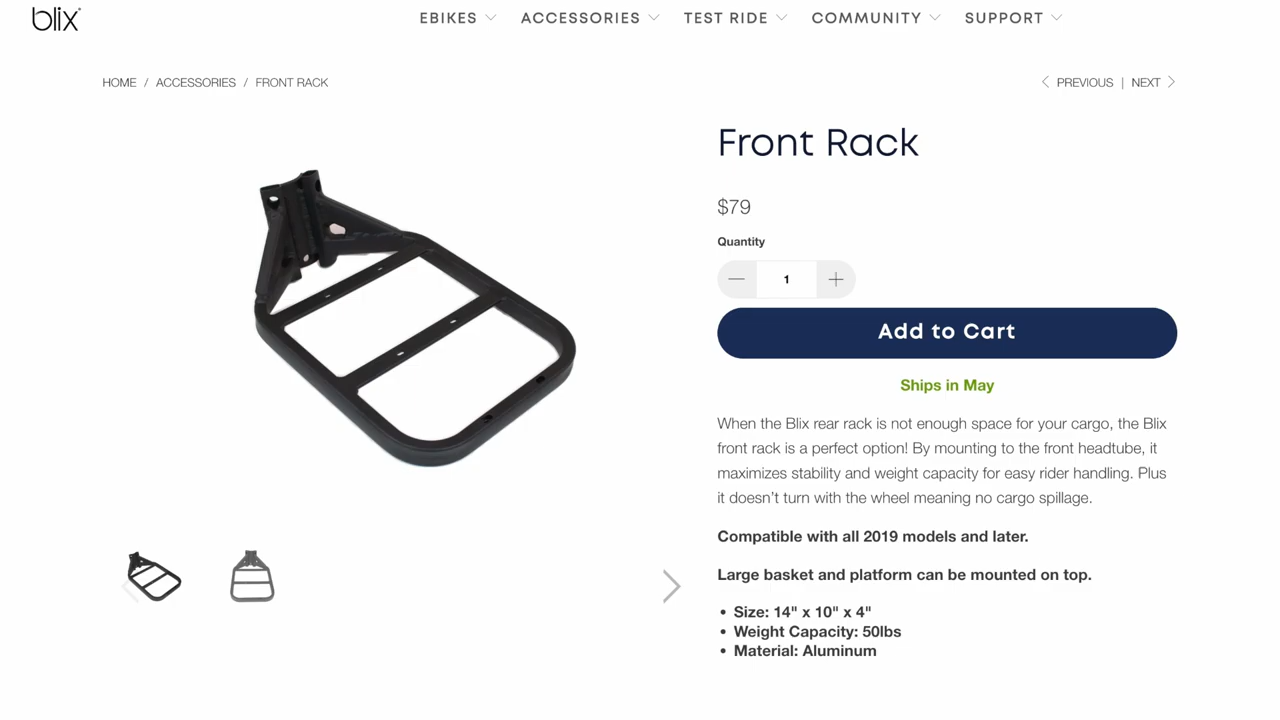 blix
EBIKES ACCESSORIES TEST RIDE COMMUNITY SUPPORT
HOME / ACCESSORIES / FRONT RACK
PREVIOUS | NEXT
Front Rack
$79
Quantity
1
Add to Cart
Ships in May
When the Blix rear rack is not enough space for your cargo, the Blix
front rack is a perfect option! By mounting to the front headtube, it
maximizes stability and weight capacity for easy rider handling. Plus
it doesn't turn with the wheel meaning no cargo spillage.
Compatible with all 2019 models and later.
Large basket and platform can be mounted on top.
• Size: 14" x 10" x 4"
• Weight Capacity: 50lbs
• Material: Aluminum